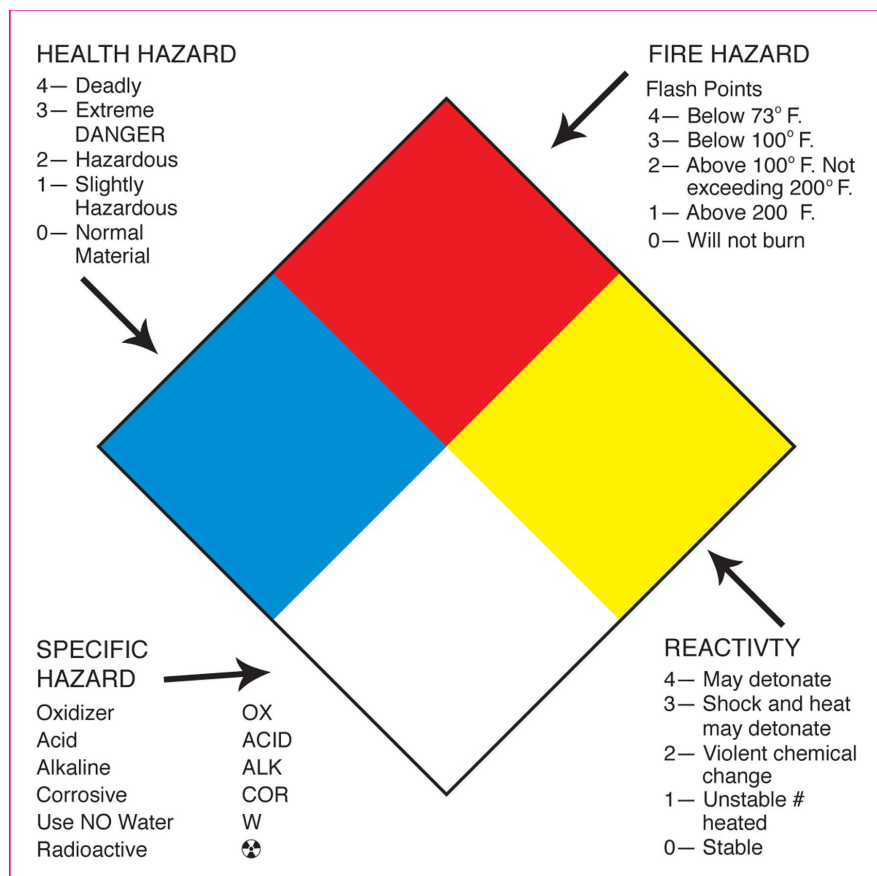 HEALTH HAZARD
4— Deadly
3— Extreme
DANGER
2— Hazardous
1— Slightly
Hazardous
0— Normal
Material
FIRE HAZARD
Flash Points
4— Below 73° F.
3— Below 100° F.
2— Above 100° F. Not
exceeding 200° F.
1— Above 200 F.
0— Will not burn
SPECIFIC
HAZARD
Oxidizer OX
Acid ACID
Alkaline ALK
Corrosive COR
Use NO Water W
Radioactive ☢
REACTIVTY
4— May detonate
3— Shock and heat
may detonate
2— Violent chemical
change
1— Unstable #
heated
0— Stable